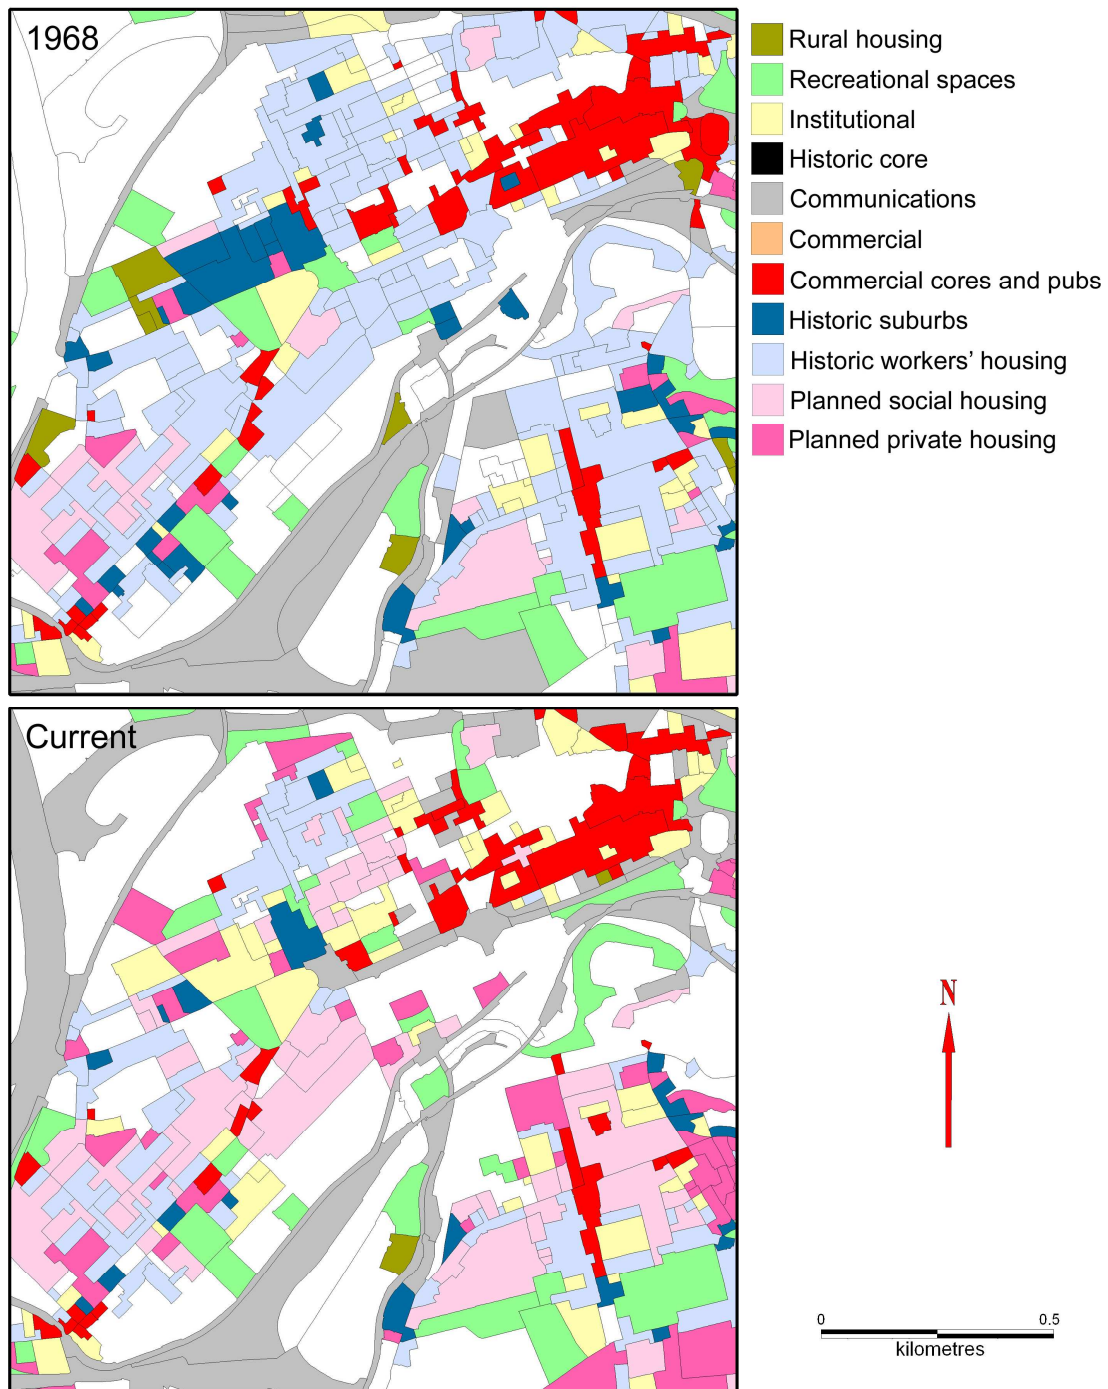 1968
Rural housing
Recreational spaces
Institutional
Historic core
Communications
Commercial
Commercial cores and pubs
Historic suburbs
Historic workers' housing
Planned social housing
Planned private housing
Current
N
0 0.5
kilometres